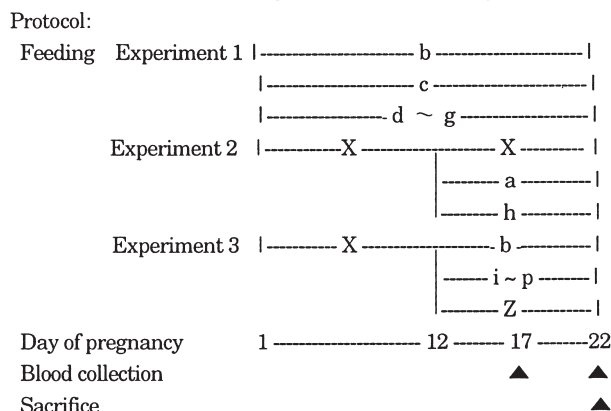 Protocol:
Feeding Experiment 1 |---------------------- b ----------------------|
|---------------------- c ----------------------|
|----------------- d ~ g -------------------|
Experiment 2 |-----------X ------------------- X ---------- |
|--------- a ----------|
|--------- h ----------|
Experiment 3 |----------- X ------------------- b ----------|
|------- i ~ p -------|
|--------- Z ----------|
Day of pregnancy 1 ---------------------- 12 ------- 17 -------22
Blood collection ▲ ▲
Sacrifice ▲